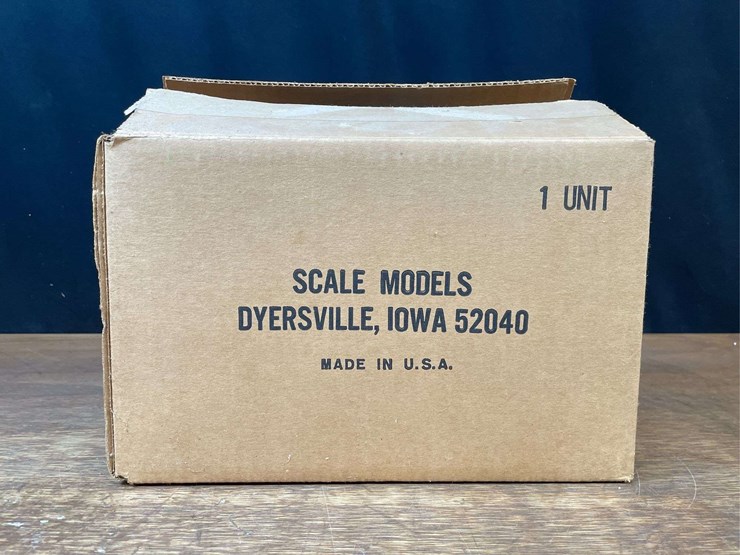 1 UNIT
SCALE MODELS
DYERSVILLE, IOWA 52040
MADE IN U.S.A.